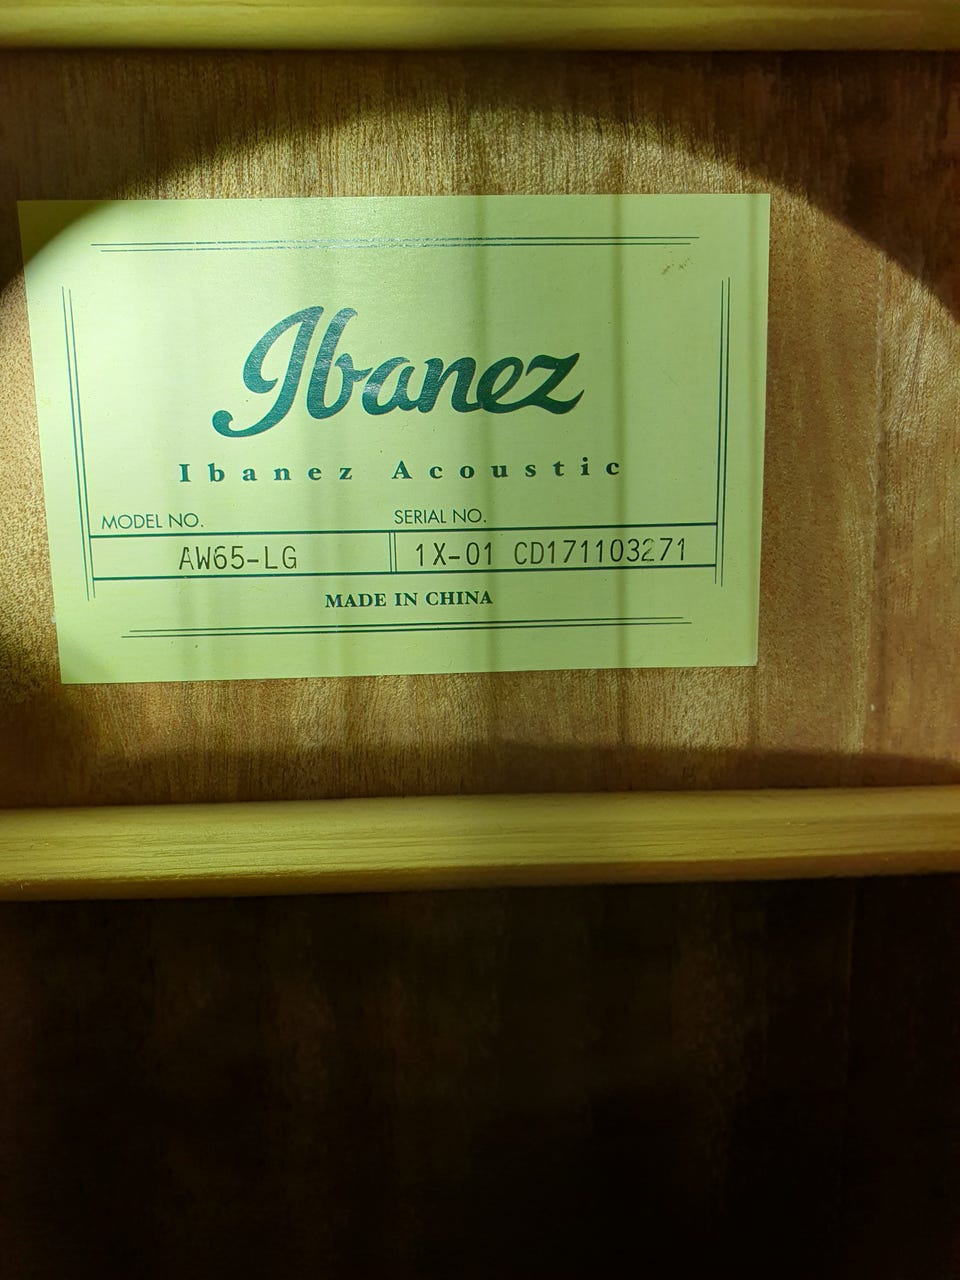 Ibanez
Ibanez Acoustic
MODEL NO. SERIAL NO.
AW65-LG 1X-01 CD171103271
MADE IN CHINA